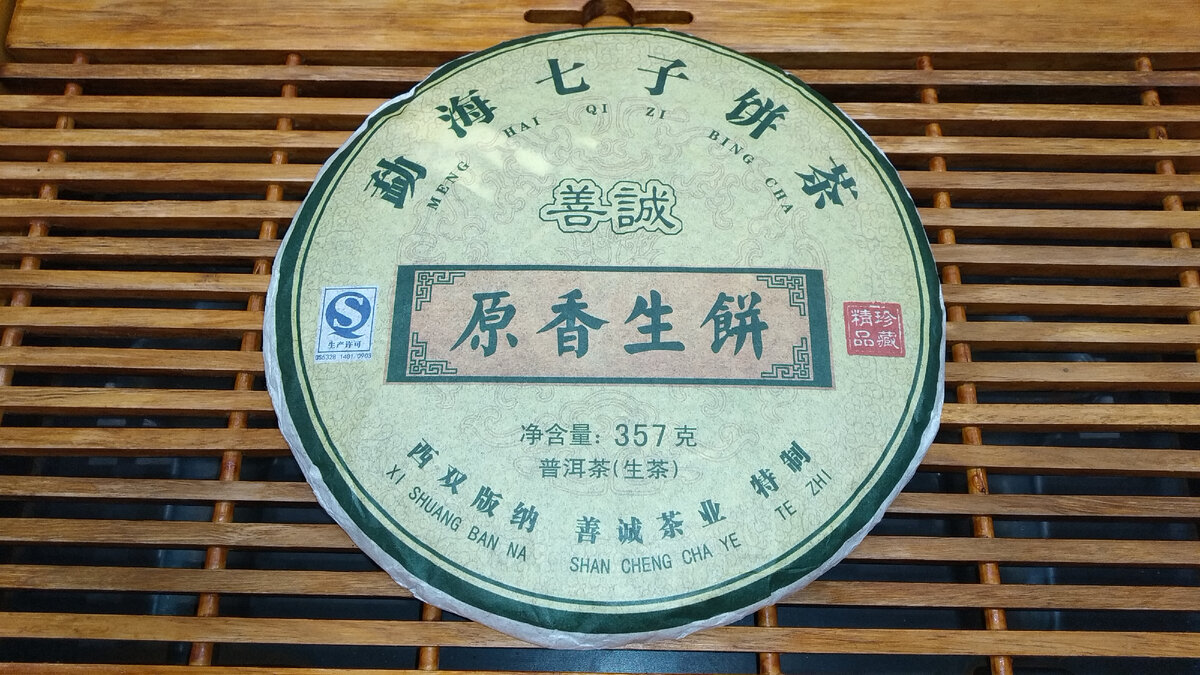 勐海七子饼茶
MENG HAI QI ZI BING CHA
善誠
原香生餅
S
生产许可
珍藏
精品
净含量：357克
普洱茶(生茶)
西双版纳 善诚茶业 特制
XI SHUANG BAN NA SHAN CHENG CHA YE TE ZHI